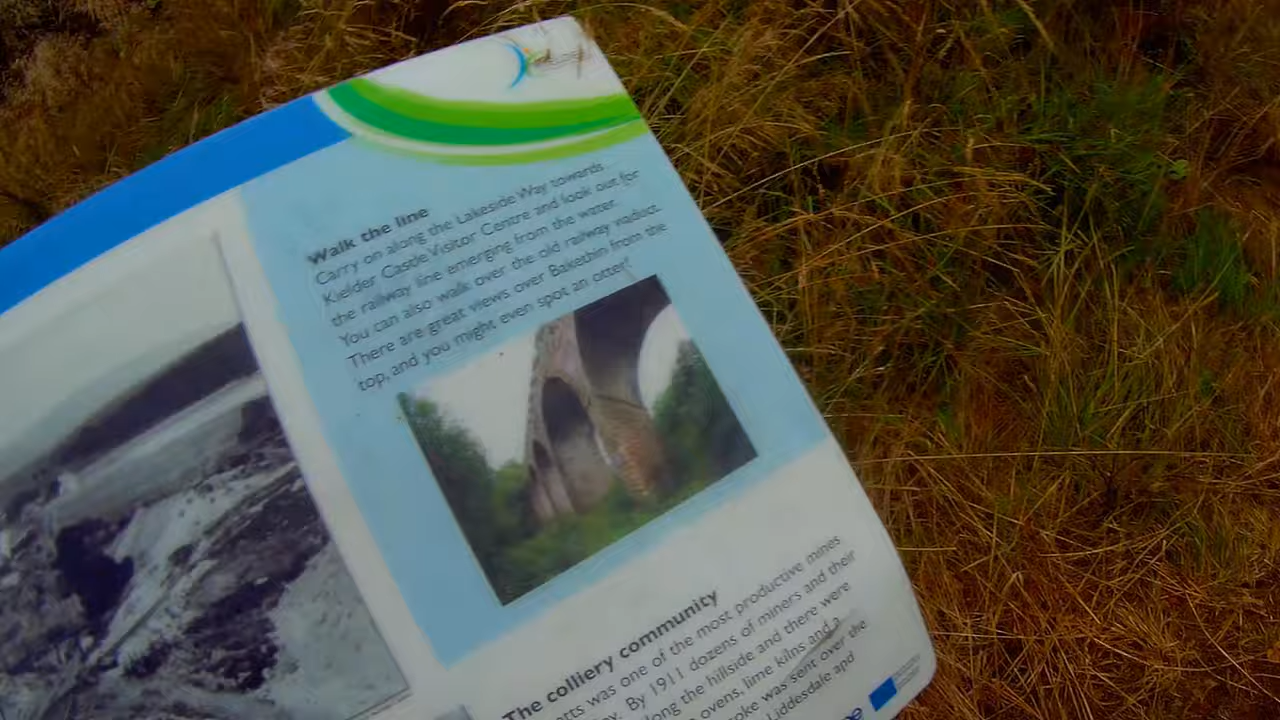 Walk the line
Carry on along the Lakeside Way towards
Kielder Castle Visitor Centre and look out for
the railway line emerging from the water.
You can also walk over the old railway viaduct.
There are great views over Bakethin from the
top, and you might even spot an otter!
The colliery community
was one of the most productive mines
By 1911 dozens of miners and their
along the hillside and there were
ovens, lime kilns and a
was sent over the
Liddesdale and